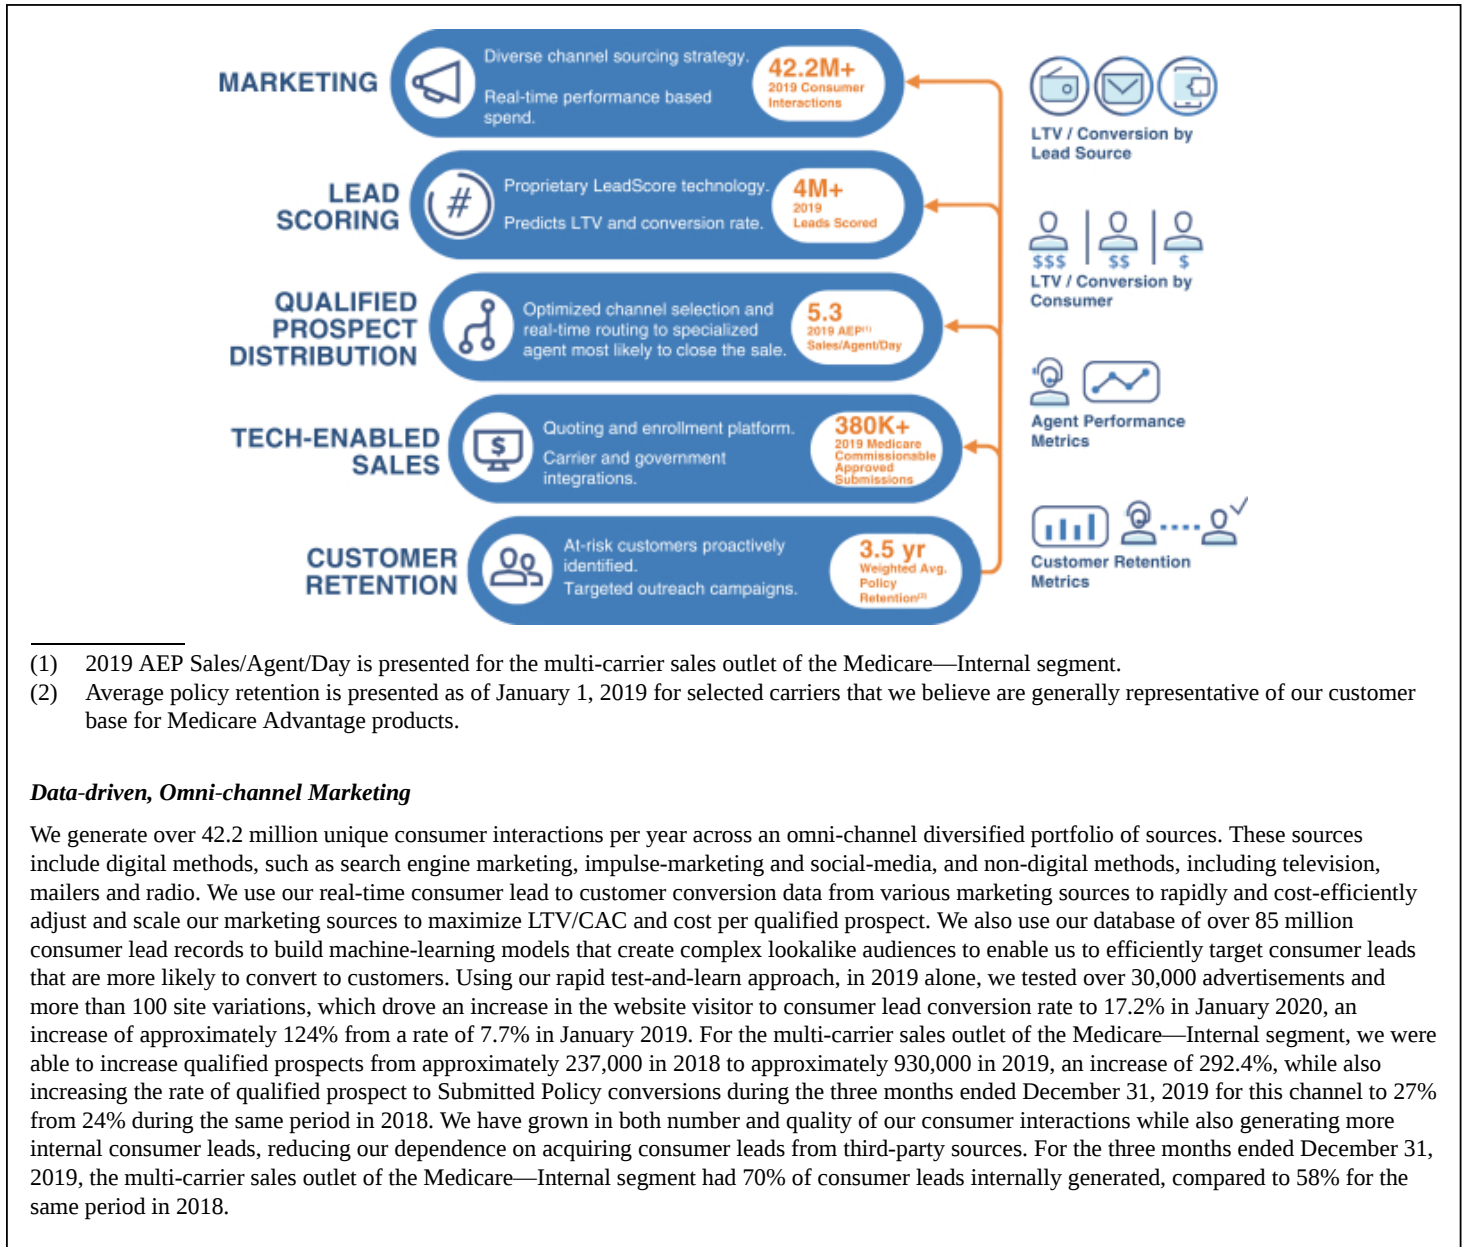 MARKETING
Diverse channel sourcing strategy.
Real-time performance based
spend.
42.2M+
2019 Consumer
Interactions
LTV / Conversion by
Lead Source
LEAD
SCORING
#
Proprietary LeadScore technology.
Predicts LTV and conversion rate.
4M+
2019
Leads Scored
$$$ $$ $
LTV / Conversion by
Consumer
QUALIFIED
PROSPECT
DISTRIBUTION
Optimized channel selection and
real-time routing to specialized
agent most likely to close the sale.
5.3
2019 AEP(1)
Sales/Agent/Day
Agent Performance
Metrics
TECH-ENABLED
SALES
$
Quoting and enrollment platform.
Carrier and government
integrations.
380K+
2019 Medicare
Commissionable
Approved
Submissions
CUSTOMER
RETENTION
At-risk customers proactively
identified.
Targeted outreach campaigns.
3.5 yr
Weighted Avg.
Policy
Retention(2)
Customer Retention
Metrics
(1) 2019 AEP Sales/Agent/Day is presented for the multi-carrier sales outlet of the Medicare—Internal segment.
(2) Average policy retention is presented as of January 1, 2019 for selected carriers that we believe are generally representative of our customer
base for Medicare Advantage products.
Data-driven, Omni-channel Marketing
We generate over 42.2 million unique consumer interactions per year across an omni-channel diversified portfolio of sources. These sources
include digital methods, such as search engine marketing, impulse-marketing and social-media, and non-digital methods, including television,
mailers and radio. We use our real-time consumer lead to customer conversion data from various marketing sources to rapidly and cost-efficiently
adjust and scale our marketing sources to maximize LTV/CAC and cost per qualified prospect. We also use our database of over 85 million
consumer lead records to build machine-learning models that create complex lookalike audiences to enable us to efficiently target consumer leads
that are more likely to convert to customers. Using our rapid test-and-learn approach, in 2019 alone, we tested over 30,000 advertisements and
more than 100 site variations, which drove an increase in the website visitor to consumer lead conversion rate to 17.2% in January 2020, an
increase of approximately 124% from a rate of 7.7% in January 2019. For the multi-carrier sales outlet of the Medicare—Internal segment, we were
able to increase qualified prospects from approximately 237,000 in 2018 to approximately 930,000 in 2019, an increase of 292.4%, while also
increasing the rate of qualified prospect to Submitted Policy conversions during the three months ended December 31, 2019 for this channel to 27%
from 24% during the same period in 2018. We have grown in both number and quality of our consumer interactions while also generating more
internal consumer leads, reducing our dependence on acquiring consumer leads from third-party sources. For the three months ended December 31,
2019, the multi-carrier sales outlet of the Medicare—Internal segment had 70% of consumer leads internally generated, compared to 58% for the
same period in 2018.